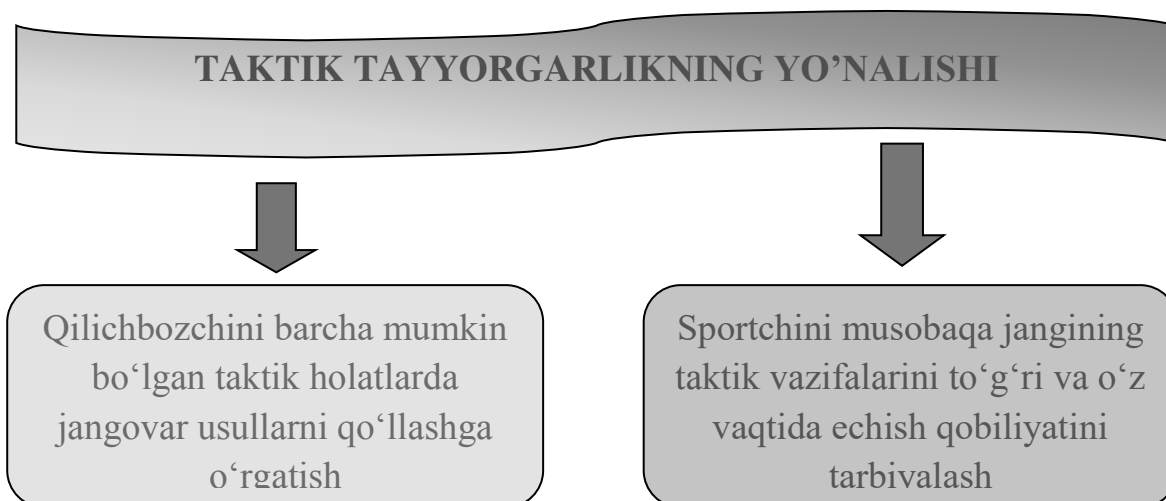 TAKTIK TAYYORGARLIKNING YO’NALISHI
Qilichbozchini barcha mumkin
bo‘lgan taktik holatlarda
jangovar usullarni qo‘llashga
o‘rgatish
Sportchini musobaqa jangining
taktik vazifalarini to‘g‘ri va o‘z
vaqtida echish qobiliyatini
tarbiyalash